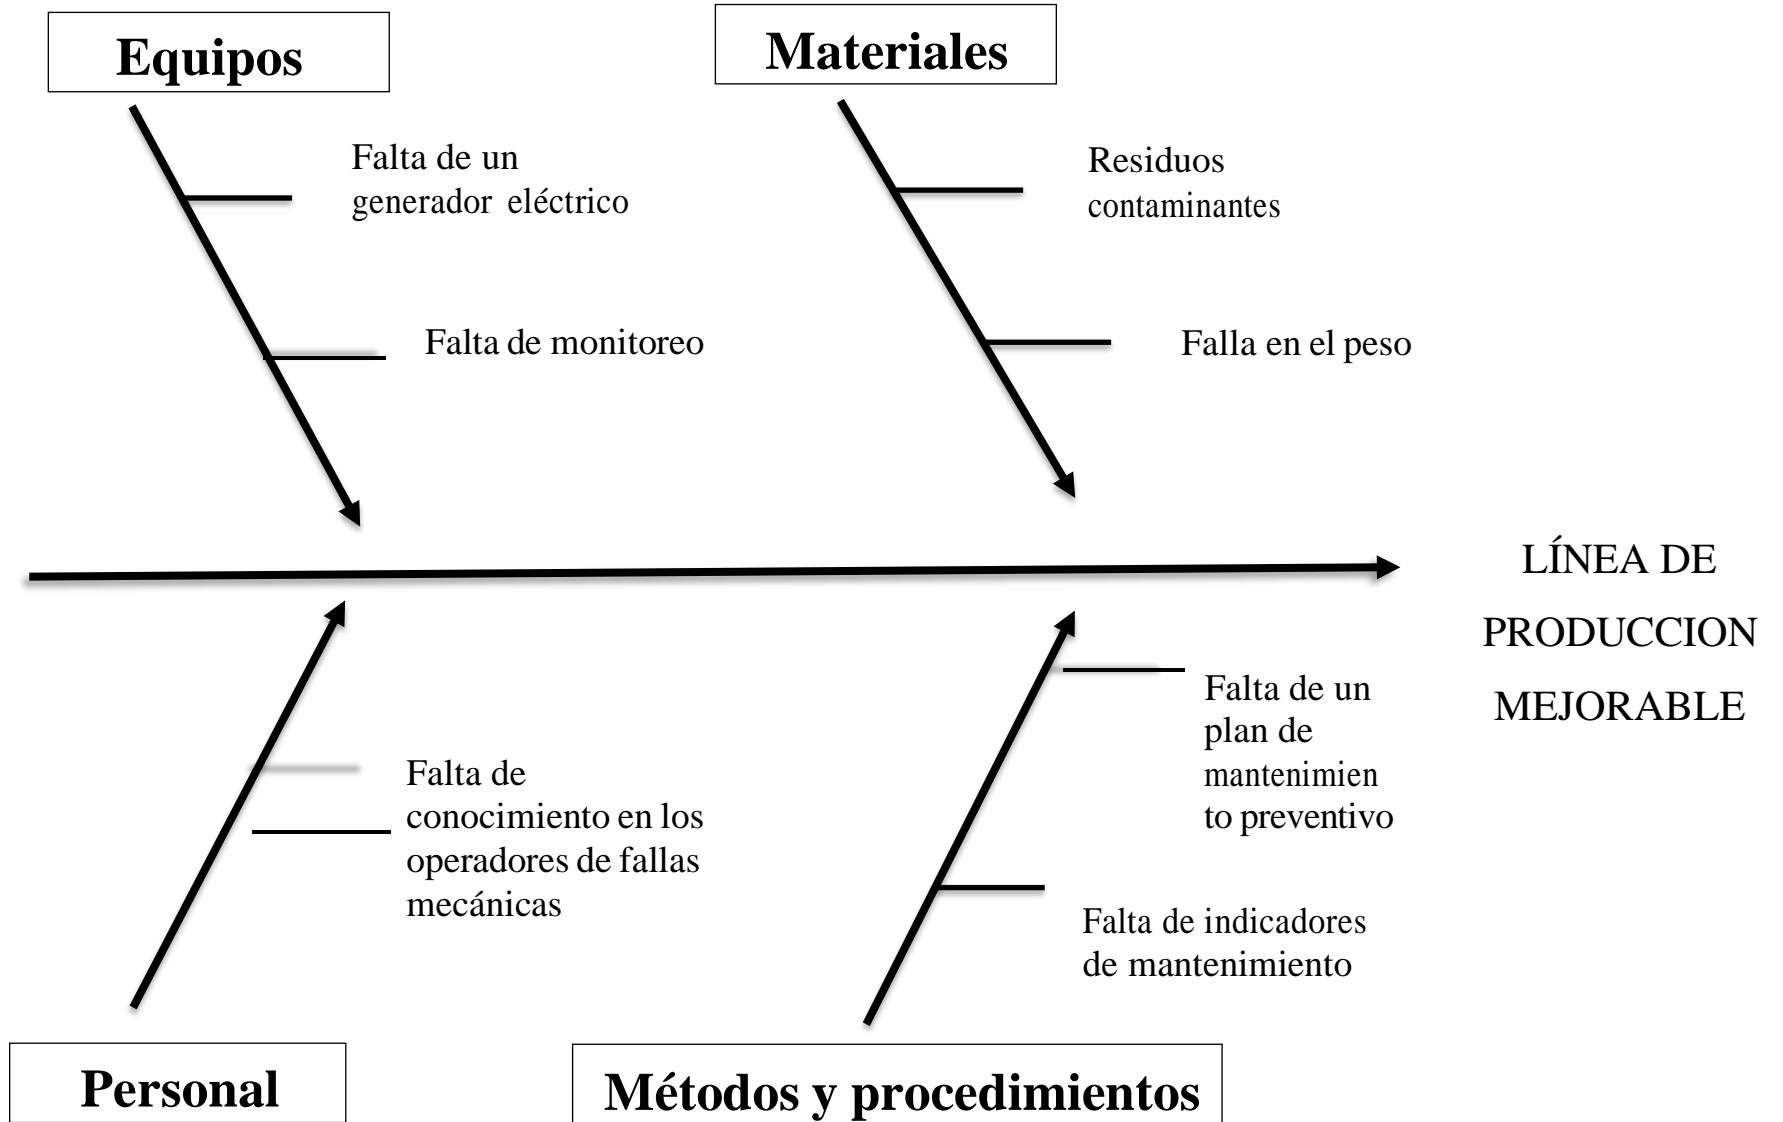 Equipos
Materiales
Falta de un
generador eléctrico
Residuos
contaminantes
Falta de monitoreo
Falla en el peso
LÍNEA DE
PRODUCCION
MEJORABLE
Falta de
conocimiento en los
operadores de fallas
mecánicas
Falta de un
plan de
mantenimien
to preventivo
Falta de indicadores
de mantenimiento
Personal
Métodos y procedimientos